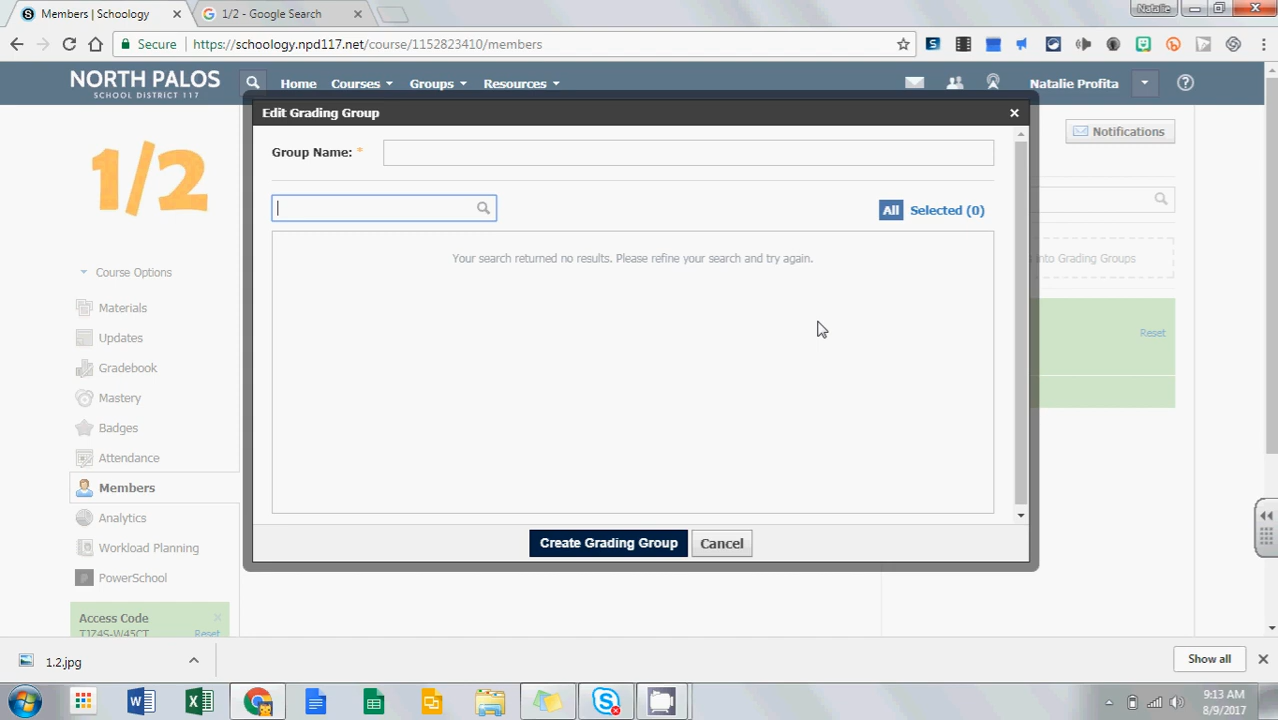 Members | Schoology
1/2 - Google Search
Natalie
Secure
https://schoology.npd117.net/course/1153823410/members
NORTH PALOS
SCHOOL DISTRICT 117
Home
Courses
Groups
Resources
Natalie Profita
Edit Grading Group
Notifications
Group Name: *
1/2
All
Selected (0)
Your search returned no results. Please refine your search and try again.
into Grading Groups
Course Options
Materials
Reset
Updates
Gradebook
Mastery
Badges
Attendance
Members
Analytics
Create Grading Group
Cancel
Workload Planning
PowerSchool
Access Code
Reset
1.2.jpg
Show all
9:13 AM
8/9/2017